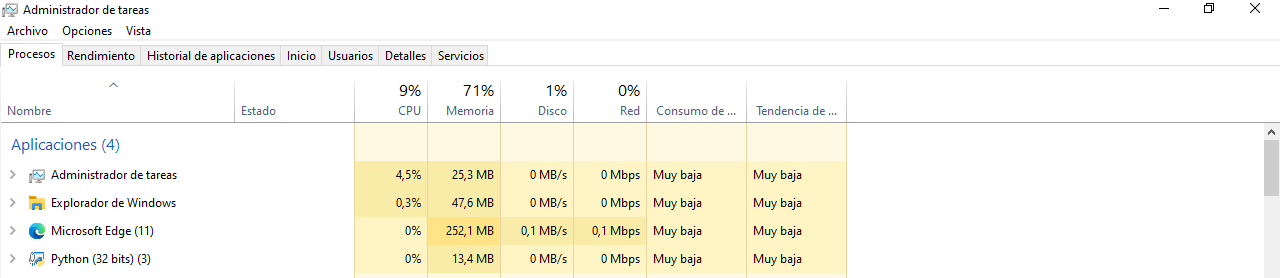 Administrador de tareas
Archivo Opciones Vista
Procesos Rendimiento Historial de aplicaciones Inicio Usuarios Detalles Servicios
9% 71% 1% 0%
Nombre Estado CPU Memoria Disco Red Consumo de ... Tendencia de ...
Aplicaciones (4)
Administrador de tareas 4,5% 25,3 MB 0 MB/s 0 Mbps Muy baja Muy baja
Explorador de Windows 0,3% 47,6 MB 0 MB/s 0 Mbps Muy baja Muy baja
Microsoft Edge (11) 0% 252,1 MB 0,1 MB/s 0,1 Mbps Muy baja Muy baja
Python (32 bits) (3) 0% 13,4 MB 0 MB/s 0 Mbps Muy baja Muy baja